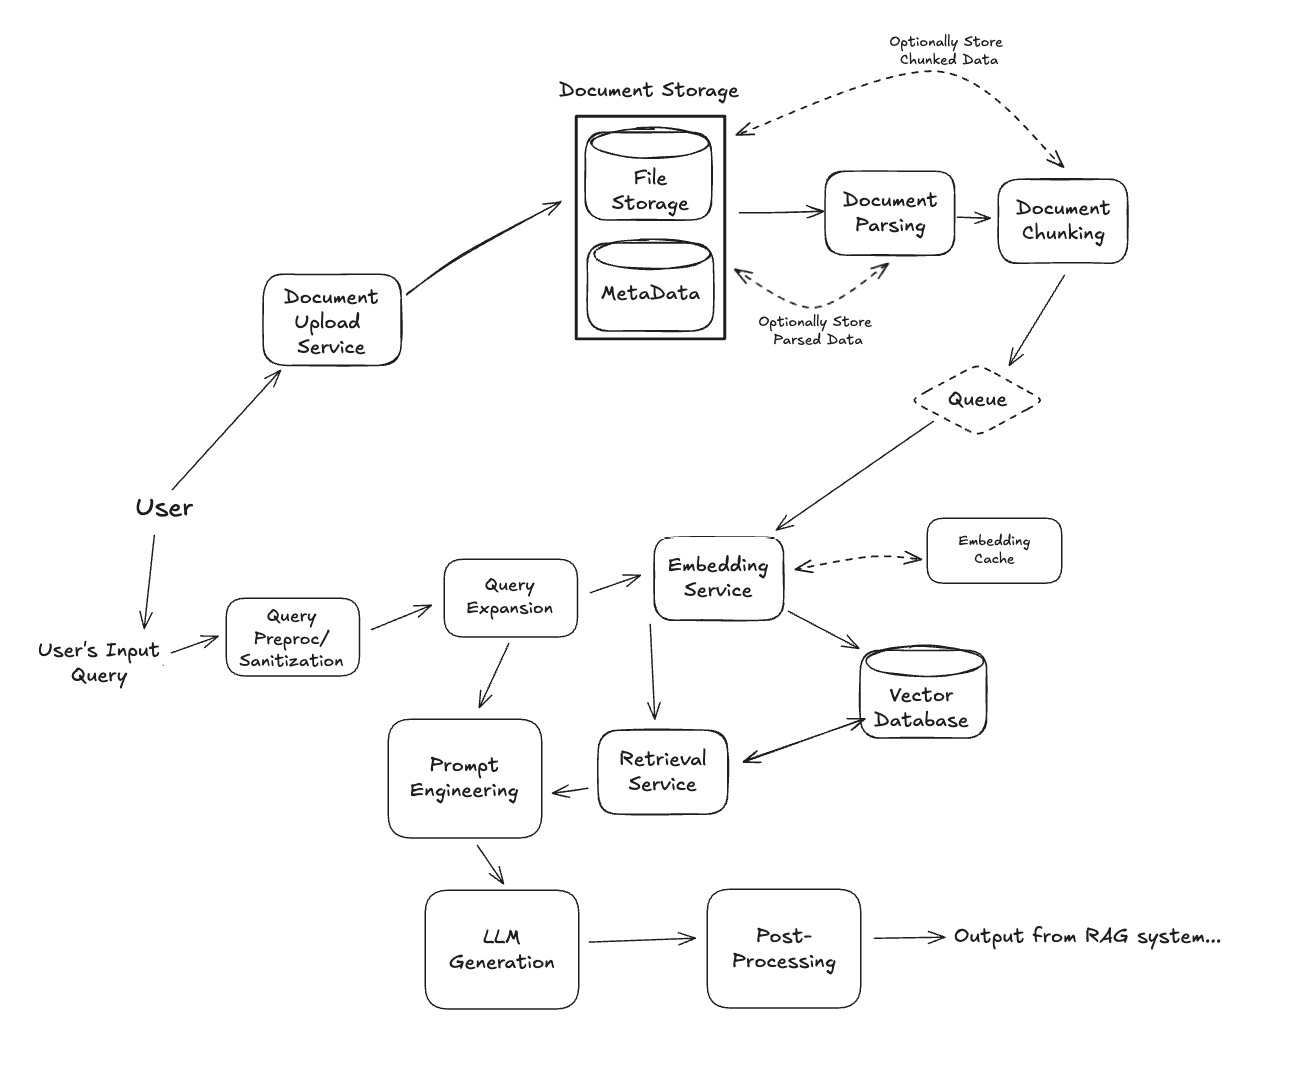 Optionally Store
Chunked Data
Document Storage
File
Storage
MetaData
Document
Parsing
Document
Chunking
Optionally Store
Parsed Data
Document
Upload
Service
Queue
User
Embedding
Service
Embedding
Cache
Query
Expansion
Query
Preproc/
Sanitization
User's Input
Query
Vector
Database
Retrieval
Service
Prompt
Engineering
LLM
Generation
Post-
Processing
Output from RAG system...